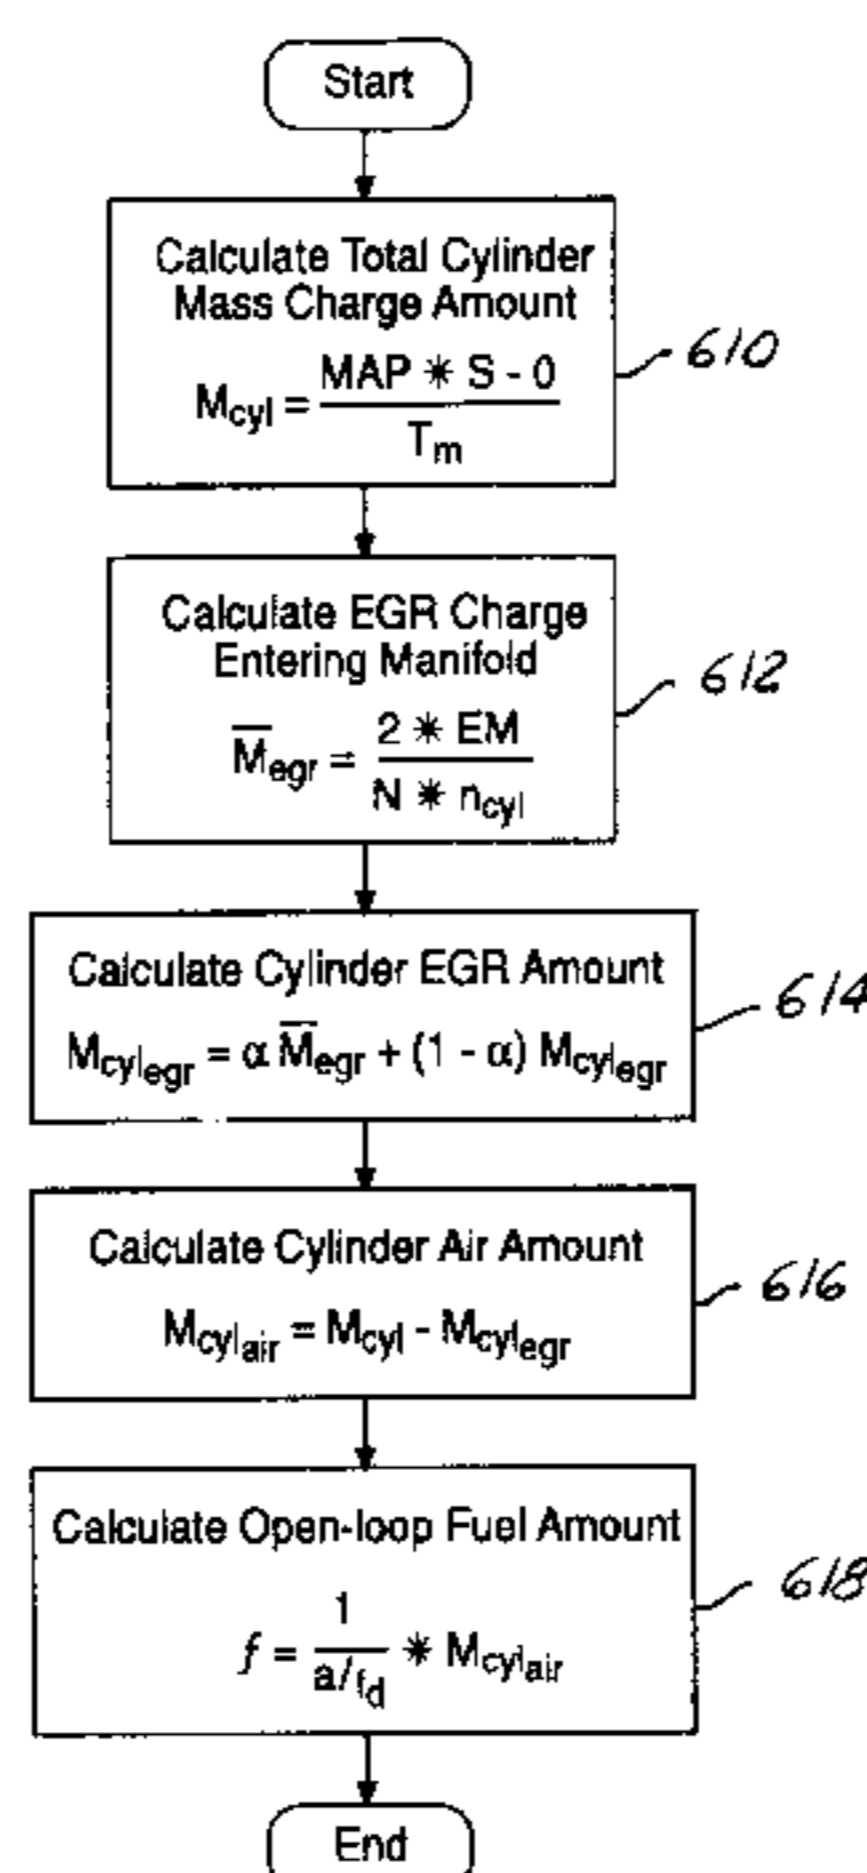 Start
Calculate Total Cylinder
Mass Charge Amount
M_cyl = (MAP * S - 0) / T_m
610
Calculate EGR Charge
Entering Manifold
M̅_egr = (2 * EM) / (N * n_cyl)
612
Calculate Cylinder EGR Amount
M_cyl_egr = α M̅_egr + (1 - α) M_cyl_egr
614
Calculate Cylinder Air Amount
M_cyl_air = M_cyl - M_cyl_egr
616
Calculate Open-loop Fuel Amount
f = 1 / (a/f_d) * M_cyl_air
618
End